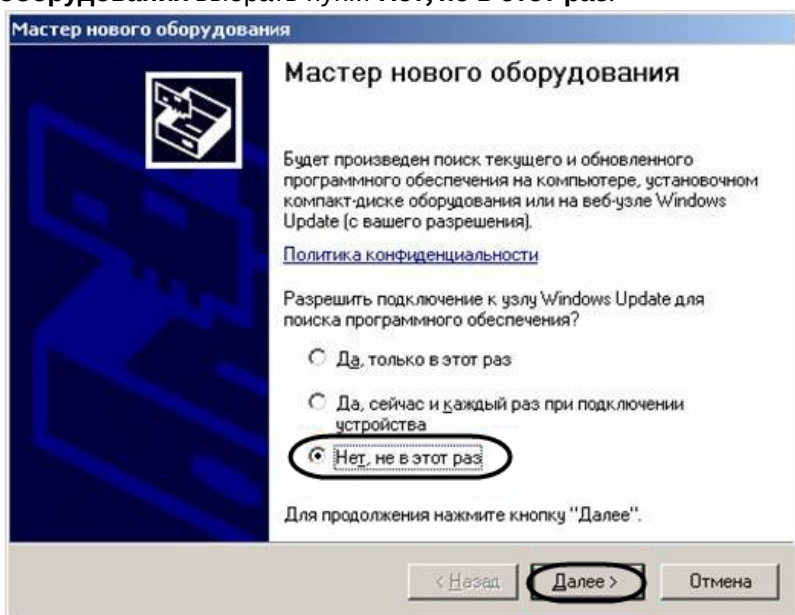 оборудования выбрать пункт Нет, не в этот раз.
Мастер нового оборудования
Мастер нового оборудования
Будет произведен поиск текущего и обновленного
программного обеспечения на компьютере, установочном
компакт-диске оборудования или на веб-узле Windows
Update (с вашего разрешения).
Политика конфиденциальности
Разрешить подключение к узлу Windows Update для
поиска программного обеспечения?
Да, только в этот раз
Да, сейчас и каждый раз при подключении
устройства
Нет, не в этот раз
Для продолжения нажмите кнопку "Далее".
< Назад
Далее >
Отмена